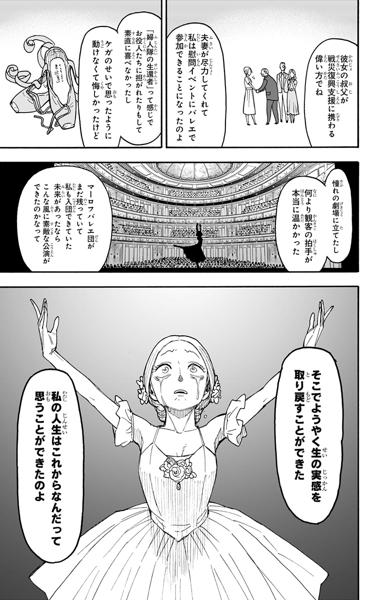 彼女の叔父が
戦災復興支援に携わる
偉い方でね
夫妻が尽力してくれて
私は慰問イベントにバレエで
参加できることになったのよ
「婦人隊の生還者」って感じで
お役人たちに担がれたりもして
素直に喜べなかったし
ケガのせいで思ったように
動けなくて悔しかったけど
憧れの劇場に立てたし
何より観客の拍手が
本当に温かかった
マーロフバレエ団が
まだ残っていて
私も入団できていた
未来があったなら
こんな風に素敵な公演が
できたのかなって
そこでようやく生の実感を
取り戻すことができた
私の人生はこれからなんだって
思うことができたのよ